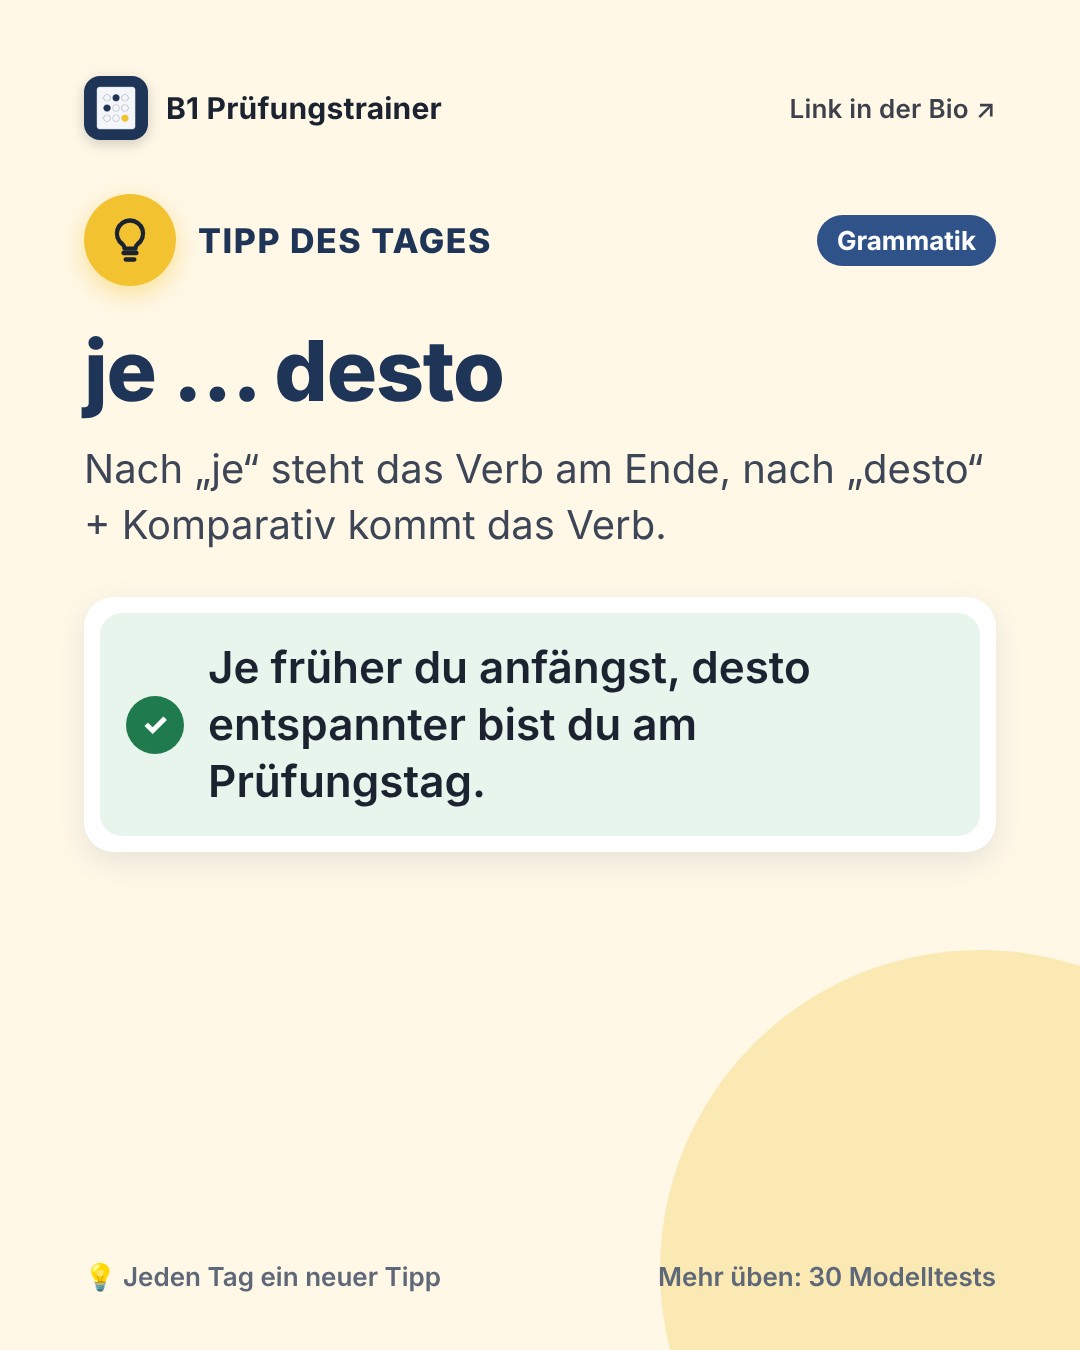 B1 Prüfungstrainer
Link in der Bio ↗
TIPP DES TAGES
Grammatik
je … desto
Nach „je“ steht das Verb am Ende, nach „desto“
+ Komparativ kommt das Verb.
Je früher du anfängst, desto
entspannter bist du am
Prüfungstag.
💡 Jeden Tag ein neuer Tipp
Mehr üben: 30 Modelltests